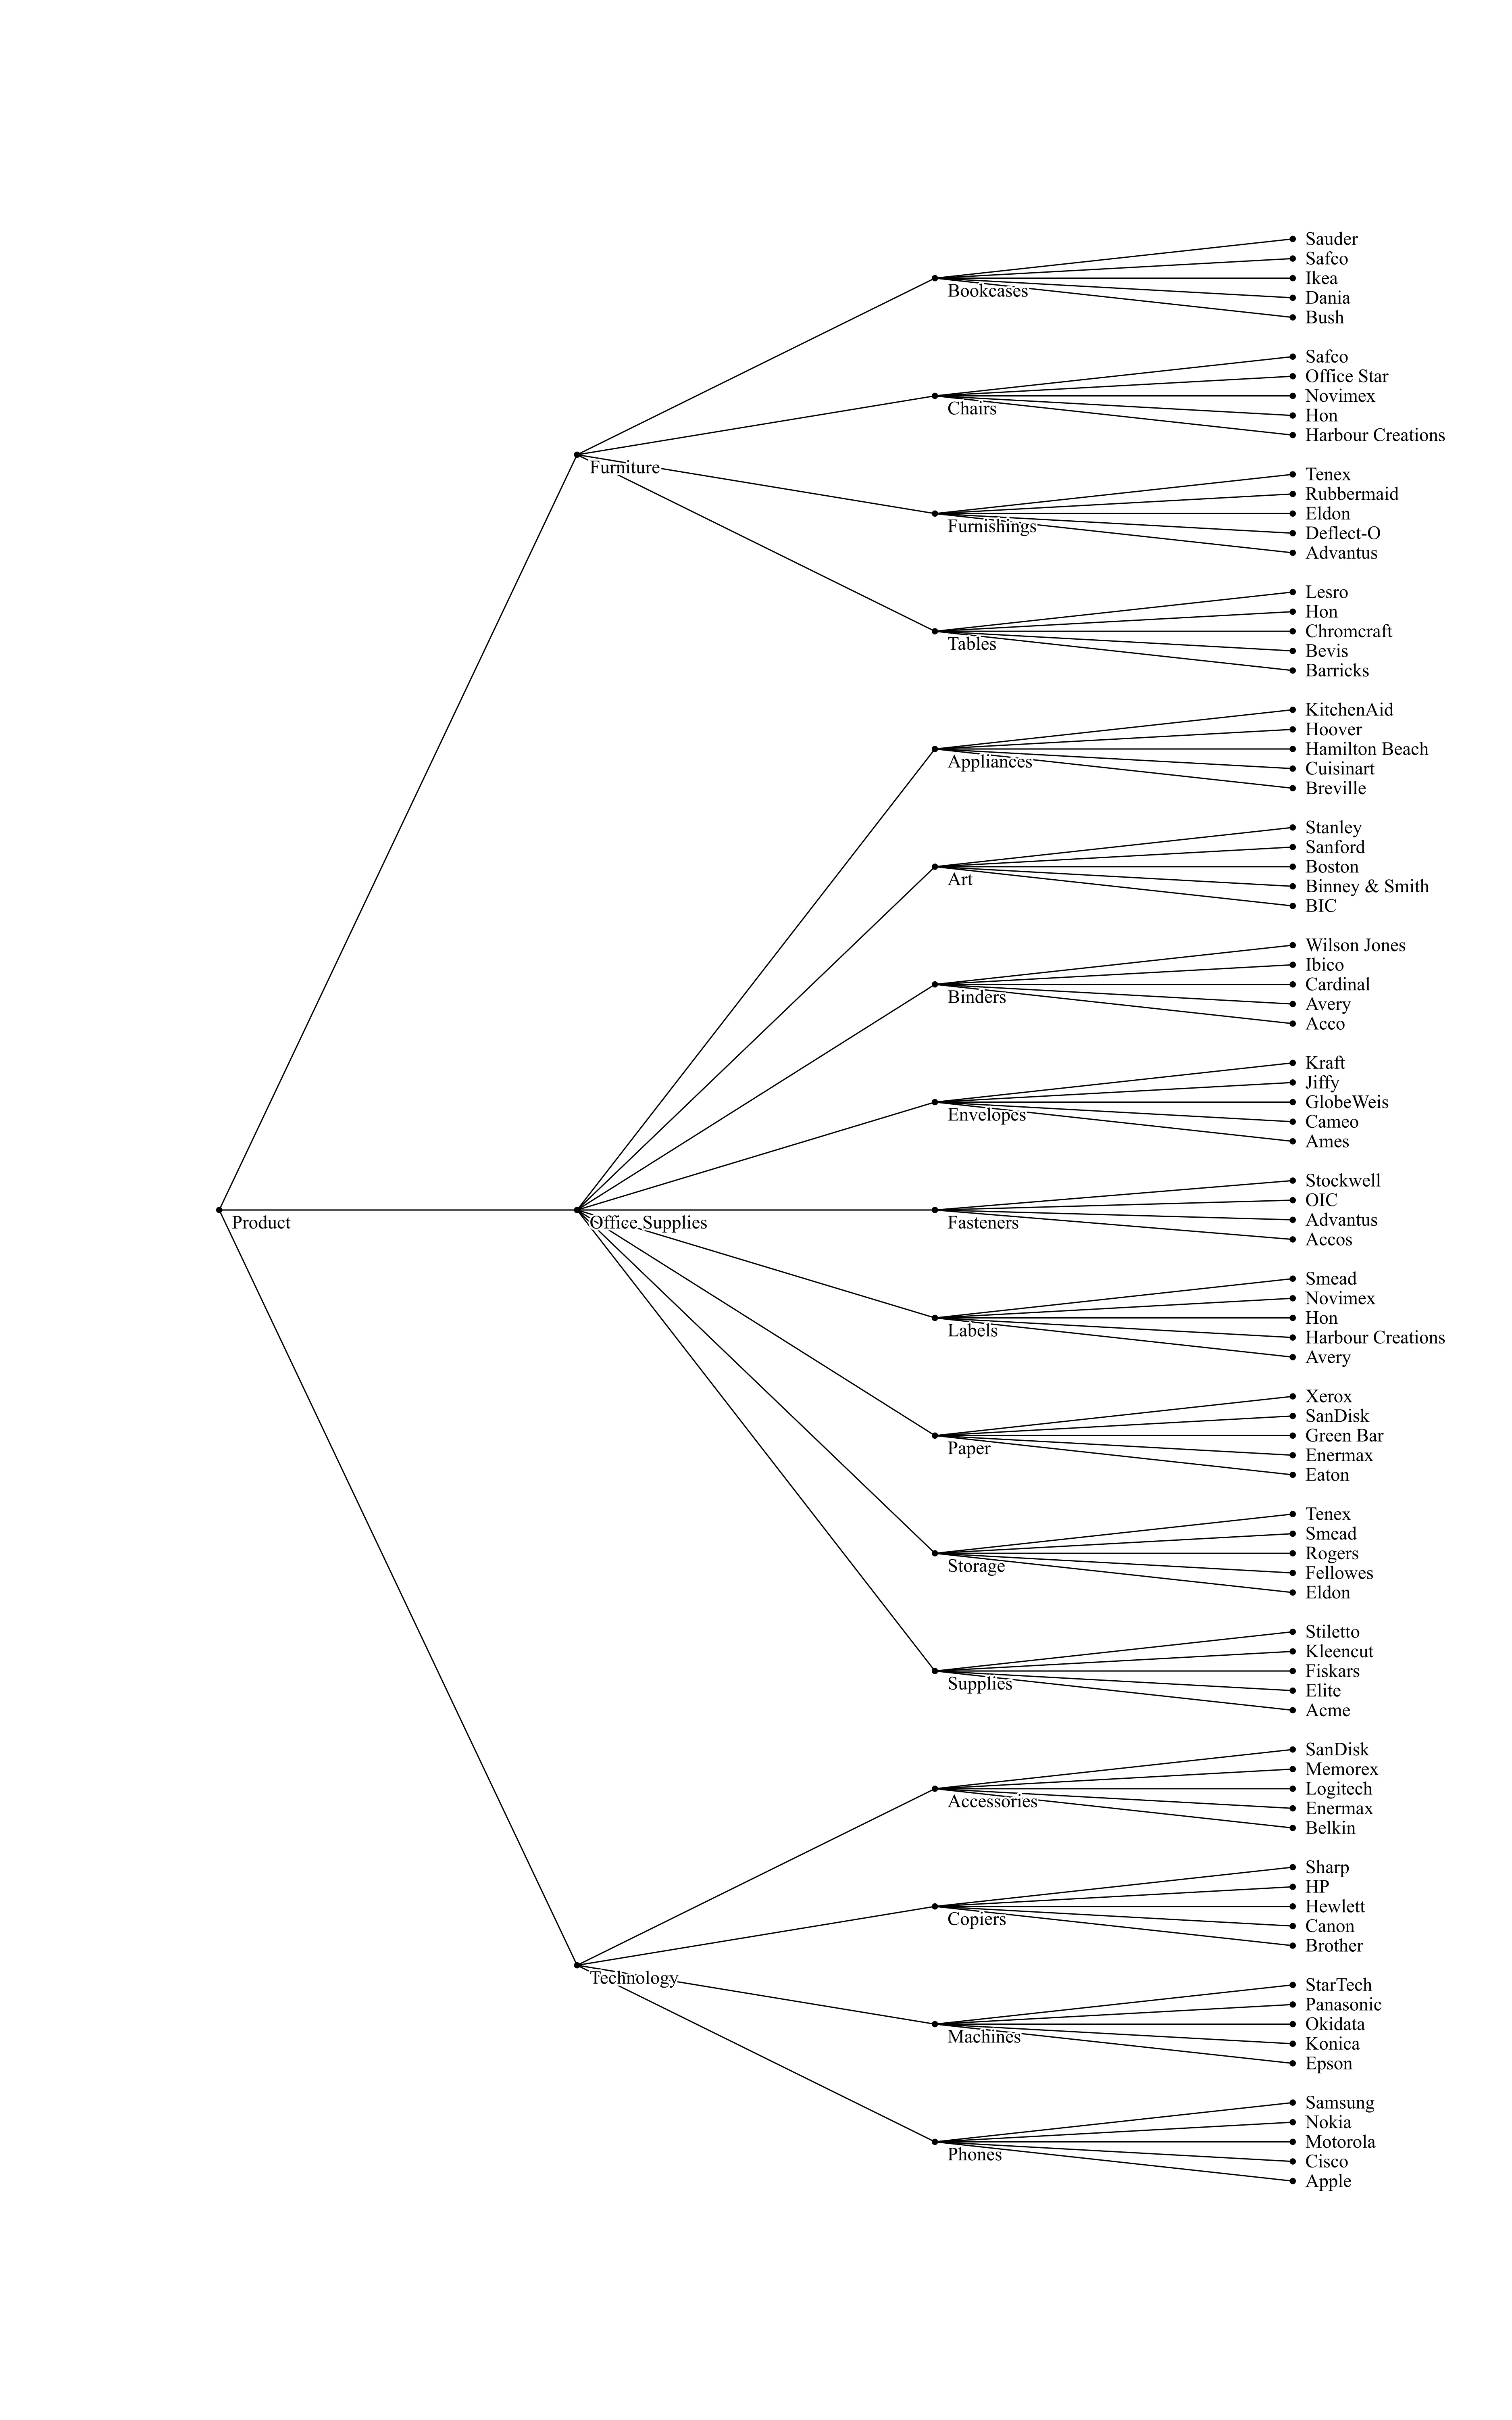 Product
Furniture
Bookcases
Sauder
Safco
Ikea
Dania
Bush
Chairs
Safco
Office Star
Novimex
Hon
Harbour Creations
Furnishings
Tenex
Rubbermaid
Eldon
Deflect-O
Advantus
Tables
Lesro
Hon
Chromcraft
Bevis
Barricks
Office Supplies
Appliances
KitchenAid
Hoover
Hamilton Beach
Cuisinart
Breville
Art
Stanley
Sanford
Boston
Binney & Smith
BIC
Binders
Wilson Jones
Ibico
Cardinal
Avery
Acco
Envelopes
Kraft
Jiffy
GlobeWeis
Cameo
Ames
Fasteners
Stockwell
OIC
Advantus
Accos
Labels
Smead
Novimex
Hon
Harbour Creations
Avery
Paper
Xerox
SanDisk
Green Bar
Enermax
Eaton
Storage
Tenex
Smead
Rogers
Fellowes
Eldon
Supplies
Stiletto
Kleencut
Fiskars
Elite
Acme
Technology
Accessories
SanDisk
Memorex
Logitech
Enermax
Belkin
Copiers
Sharp
HP
Hewlett
Canon
Brother
Machines
StarTech
Panasonic
Okidata
Konica
Epson
Phones
Samsung
Nokia
Motorola
Cisco
Apple